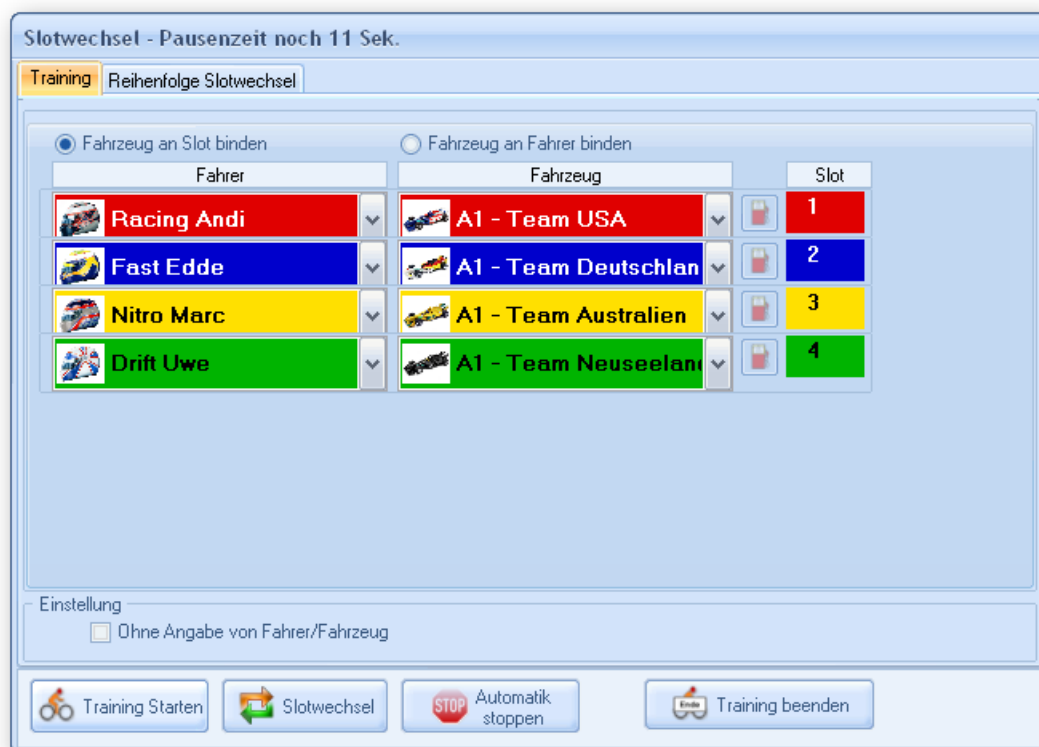 Slotwechsel - Pausenzeit noch 11 Sek.
Training Reihenfolge Slotwechsel
Fahrzeug an Slot binden Fahrzeug an Fahrer binden
Fahrer Fahrzeug Slot
Racing Andi A1 - Team USA 1
Fast Edde A1 - Team Deutschlan 2
Nitro Marc A1 - Team Australien 3
Drift Uwe A1 - Team Neuseeland 4
Einstellung
Ohne Angabe von Fahrer/Fahrzeug
Training Starten Slotwechsel STOP Automatik stoppen Ende Training beenden